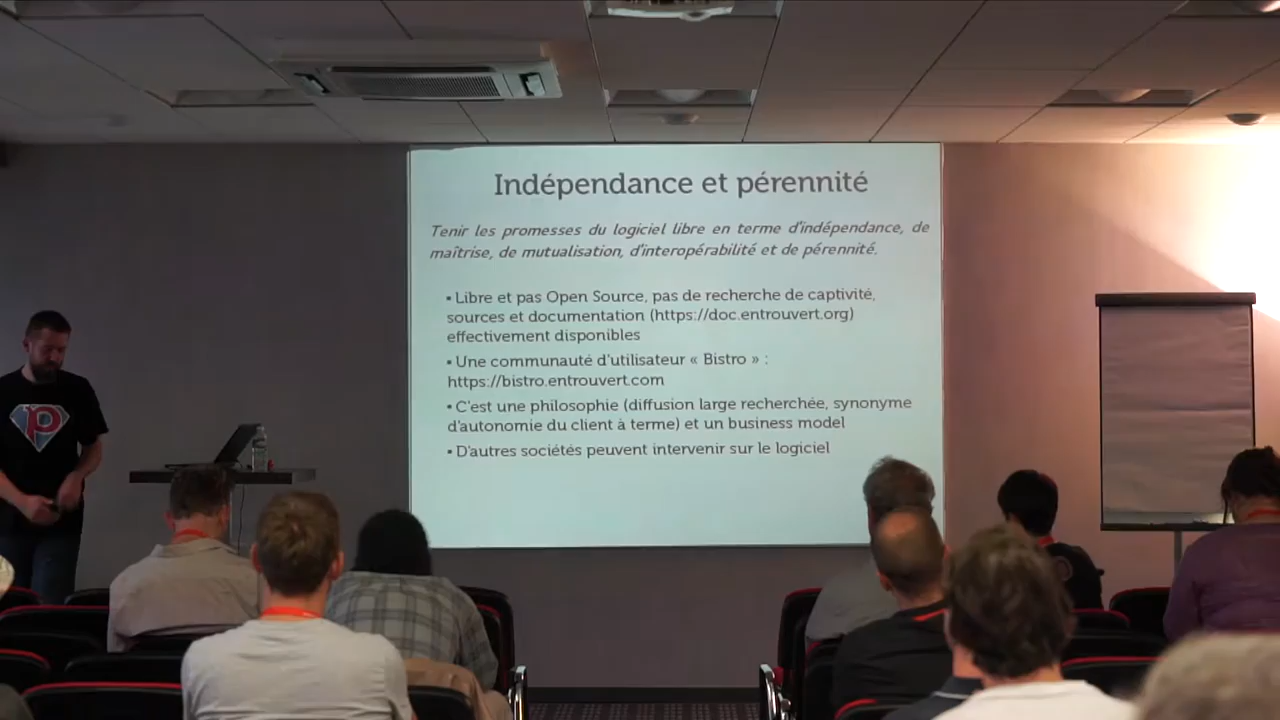 Indépendance et pérennité
Tenir les promesses du logiciel libre en terme d'indépendance, de
maîtrise, de mutualisation, d'interopérabilité et de pérennité.
▪ Libre et pas Open Source, pas de recherche de captivité,
sources et documentation (https://doc.entrouvert.org)
effectivement disponibles
▪ Une communauté d'utilisateur « Bistro » :
https://bistro.entrouvert.com
▪ C'est une philosophie (diffusion large recherchée, synonyme
d'autonomie du client à terme) et un business model
▪ D'autres sociétés peuvent intervenir sur le logiciel
p